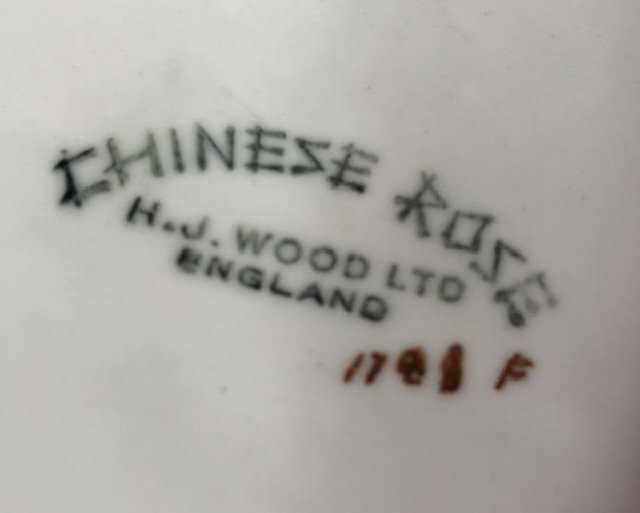 CHINESE ROSE
H.J. WOOD LTD
ENGLAND
F